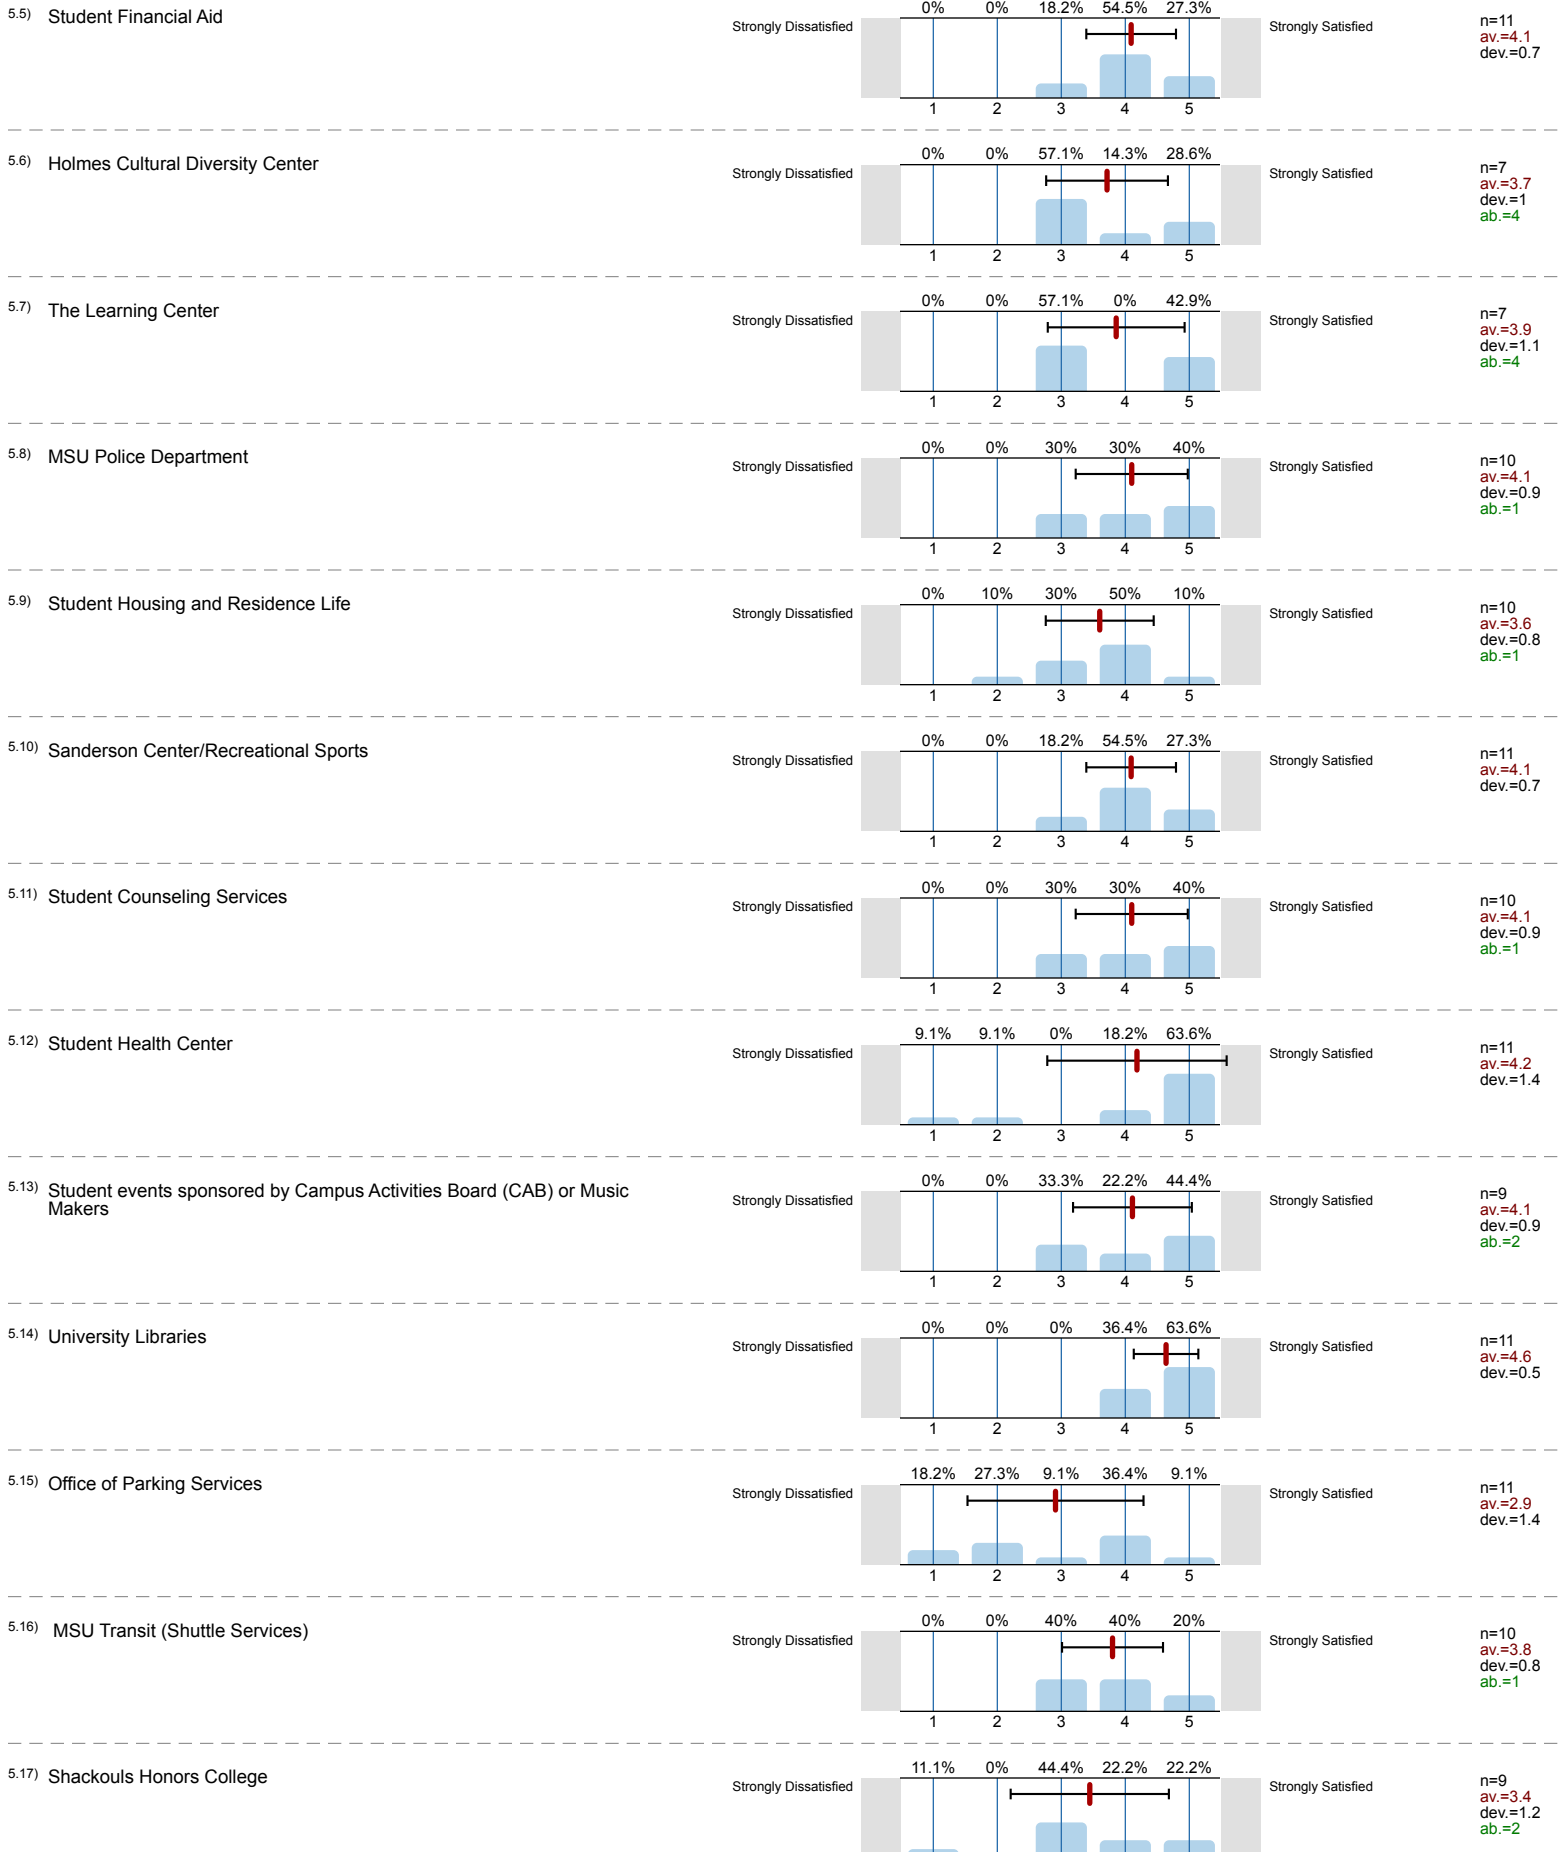 5.5) Student Financial Aid
0% 0% 18.2% 54.5% 27.3%
Strongly Dissatisfied Strongly Satisfied
n=11
av.=4.1
dev.=0.7
1 2 3 4 5
5.6) Holmes Cultural Diversity Center
0% 0% 57.1% 14.3% 28.6%
Strongly Dissatisfied Strongly Satisfied
n=7
av.=3.7
dev.=1
ab.=4
1 2 3 4 5
5.7) The Learning Center
0% 0% 57.1% 0% 42.9%
Strongly Dissatisfied Strongly Satisfied
n=7
av.=3.9
dev.=1.1
ab.=4
1 2 3 4 5
5.8) MSU Police Department
0% 0% 30% 30% 40%
Strongly Dissatisfied Strongly Satisfied
n=10
av.=4.1
dev.=0.9
ab.=1
1 2 3 4 5
5.9) Student Housing and Residence Life
0% 10% 30% 50% 10%
Strongly Dissatisfied Strongly Satisfied
n=10
av.=3.6
dev.=0.8
ab.=1
1 2 3 4 5
5.10) Sanderson Center/Recreational Sports
0% 0% 18.2% 54.5% 27.3%
Strongly Dissatisfied Strongly Satisfied
n=11
av.=4.1
dev.=0.7
1 2 3 4 5
5.11) Student Counseling Services
0% 0% 30% 30% 40%
Strongly Dissatisfied Strongly Satisfied
n=10
av.=4.1
dev.=0.9
ab.=1
1 2 3 4 5
5.12) Student Health Center
9.1% 9.1% 0% 18.2% 63.6%
Strongly Dissatisfied Strongly Satisfied
n=11
av.=4.2
dev.=1.4
1 2 3 4 5
5.13) Student events sponsored by Campus Activities Board (CAB) or Music
Makers
0% 0% 33.3% 22.2% 44.4%
Strongly Dissatisfied Strongly Satisfied
n=9
av.=4.1
dev.=0.9
ab.=2
1 2 3 4 5
5.14) University Libraries
0% 0% 0% 36.4% 63.6%
Strongly Dissatisfied Strongly Satisfied
n=11
av.=4.6
dev.=0.5
1 2 3 4 5
5.15) Office of Parking Services
18.2% 27.3% 9.1% 36.4% 9.1%
Strongly Dissatisfied Strongly Satisfied
n=11
av.=2.9
dev.=1.4
1 2 3 4 5
5.16) MSU Transit (Shuttle Services)
0% 0% 40% 40% 20%
Strongly Dissatisfied Strongly Satisfied
n=10
av.=3.8
dev.=0.8
ab.=1
1 2 3 4 5
5.17) Shackouls Honors College
11.1% 0% 44.4% 22.2% 22.2%
Strongly Dissatisfied Strongly Satisfied
n=9
av.=3.4
dev.=1.2
ab.=2